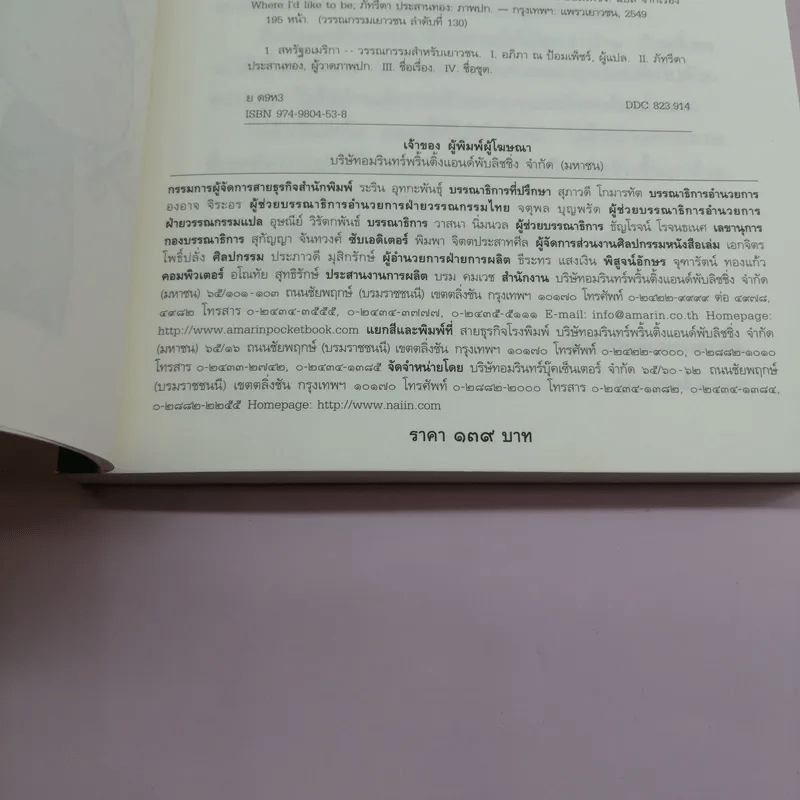 Where I'd like to be, ภัทรีดา ประสานทอง: ภาพปก. — กรุงเทพฯ: แพรวเยาวชน, 2549
195 หน้า. (วรรณกรรมเยาวชน ลำดับที่ 130)
1. สหรัฐอเมริกา -- วรรณกรรมสำหรับเยาวชน. I. อภิภา ณ ป้อมเพ็ชร์, ผู้แปล. II. ภัทรีดา
ประสานทอง, ผู้วาดภาพปก. III. ชื่อเรื่อง. IV. ชื่อชุด.
ย ด9ห3
DDC 823.914
ISBN 974-9804-53-8
เจ้าของ ผู้พิมพ์ผู้โฆษณา
บริษัทอมรินทร์พริ้นติ้งแอนด์พับลิชชิ่ง จำกัด (มหาชน)
กรรมการผู้จัดการสายธุรกิจสำนักพิมพ์ ระริน อุทกะพันธุ์ บรรณาธิการที่ปรึกษา สุภาวดี โกมารทัต บรรณาธิการอำนวยการ
องอาจ จิระอร ผู้ช่วยบรรณาธิการอำนวยการฝ่ายวรรณกรรมไทย จตุพล บุญพรัด ผู้ช่วยบรรณาธิการอำนวยการ
ฝ่ายวรรณกรรมแปล อุษณีย์ วิรัตกพันธ์ บรรณาธิการ วาสนา นิ่มนวล ผู้ช่วยบรรณาธิการ ธัญโรจน์ โรจนธเนศ เลขานุการ
กองบรรณาธิการ สุกัญญา จันทวงค์ ซับเอดิเตอร์ พิมพา จิตตประสาทศีล ผู้จัดการส่วนงานศิลปกรรมหนังสือเล่ม เอกจิตร
โพธิ์ปลั่ง ศิลปกรรม ประภาวดี มุสิกรักษ์ ผู้อำนวยการฝ่ายการผลิต ธีระทร แสงเงิน พิสูจน์อักษร จุฑารัตน์ ทองแก้ว
คอมพิวเตอร์ อโณทัย สุทธิรักษ์ ประสานงานการผลิต บรม คมเวช สำนักงาน บริษัทอมรินทร์พริ้นติ้งแอนด์พับลิชชิ่ง จำกัด
(มหาชน) ๖๕/๑๐๑-๑๐๓ ถนนชัยพฤกษ์ (บรมราชชนนี) เขตตลิ่งชัน กรุงเทพฯ ๑๐๑๗๐ โทรศัพท์ ๐-๒๔๒๒-๙๙๙๙ ต่อ ๔๙๗๘,
๔๙๘๒ โทรสาร ๐-๒๔๓๔-๓๕๕๕, ๐-๒๔๓๔-๓๗๗๗, ๐-๒๔๓๕-๕๑๑๑ E-mail: info@amarin.co.th Homepage:
http://www.amarinpocketbook.com แยกสีและพิมพ์ที่ สายธุรกิจโรงพิมพ์ บริษัทอมรินทร์พริ้นติ้งแอนด์พับลิชชิ่ง จำกัด
(มหาชน) ๖๕/๑๖ ถนนชัยพฤกษ์ (บรมราชชนนี) เขตตลิ่งชัน กรุงเทพฯ ๑๐๑๗๐ โทรศัพท์ ๐-๒๔๒๒-๙๐๐๐, ๐-๒๘๘๒-๑๐๑๐
โทรสาร ๐-๒๔๓๓-๒๗๔๒, ๐-๒๔๓๔-๑๓๘๕ จัดจำหน่ายโดย บริษัทอมรินทร์บุ๊คเซ็นเตอร์ จำกัด ๖๕/๖๐-๖๒ ถนนชัยพฤกษ์
(บรมราชชนนี) เขตตลิ่งชัน กรุงเทพฯ ๑๐๑๗๐ โทรศัพท์ ๐-๒๘๘๒-๒๐๐๐ โทรสาร ๐-๒๔๓๔-๑๓๘๒, ๐-๒๔๓๔-๑๓๘๔,
๐-๒๘๘๒-๒๒๕๕ Homepage: http://www.naiin.com
ราคา ๑๓๙ บาท